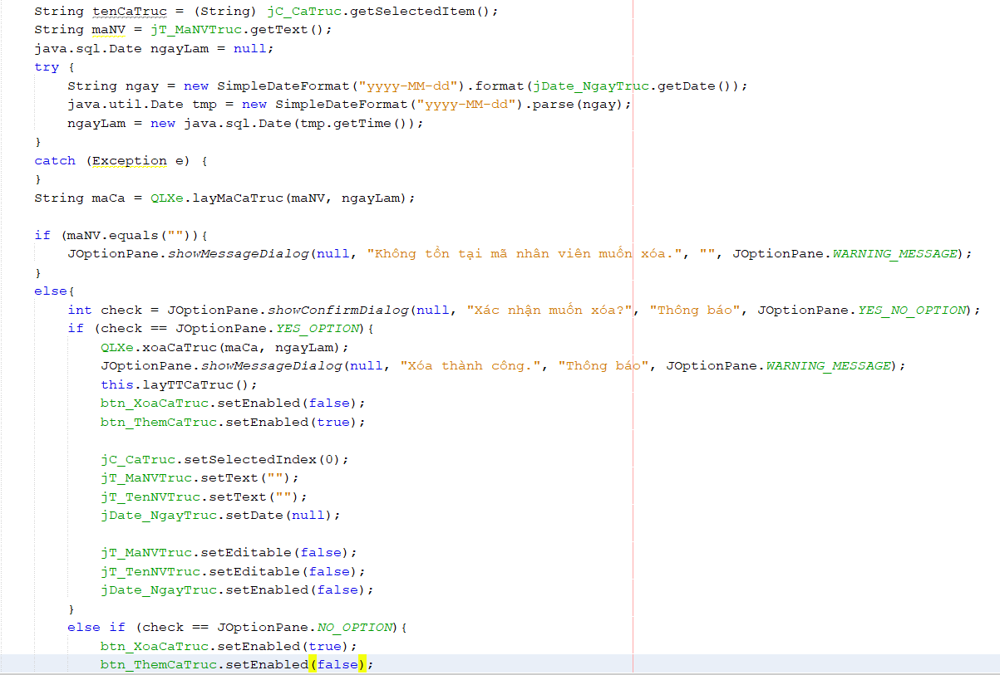 String tenCaTruc = (String) jC_CaTruc.getSelectedItem();
String maNV = jT_MaNVTruc.getText();
java.sql.Date ngayLam = null;
try {
    String ngay = new SimpleDateFormat("yyyy-MM-dd").format(jDate_NgayTruc.getDate());
    java.util.Date tmp = new SimpleDateFormat("yyyy-MM-dd").parse(ngay);
    ngayLam = new java.sql.Date(tmp.getTime());
}
catch (Exception e) {
}
String maCa = QLXe.layMaCaTruc(maNV, ngayLam);

if (maNV.equals("")){
    JOptionPane.showMessageDialog(null, "Không tồn tại mã nhân viên muốn xóa.", "", JOptionPane.WARNING_MESSAGE);
}
else{
    int check = JOptionPane.showConfirmDialog(null, "Xác nhận muốn xóa?", "Thông báo", JOptionPane.YES_NO_OPTION);
    if (check == JOptionPane.YES_OPTION){
        QLXe.xoaCaTruc(maCa, ngayLam);
        JOptionPane.showMessageDialog(null, "Xóa thành công.", "Thông báo", JOptionPane.WARNING_MESSAGE);
        this.layTTCaTruc();
        btn_XoaCaTruc.setEnabled(false);
        btn_ThemCaTruc.setEnabled(true);

        jC_CaTruc.setSelectedIndex(0);
        jT_MaNVTruc.setText("");
        jT_TenNVTruc.setText("");
        jDate_NgayTruc.setDate(null);

        jT_MaNVTruc.setEditable(false);
        jT_TenNVTruc.setEditable(false);
        jDate_NgayTruc.setEnabled(false);
    }
    else if (check == JOptionPane.NO_OPTION){
        btn_XoaCaTruc.setEnabled(true);
        btn_ThemCaTruc.setEnabled(false);